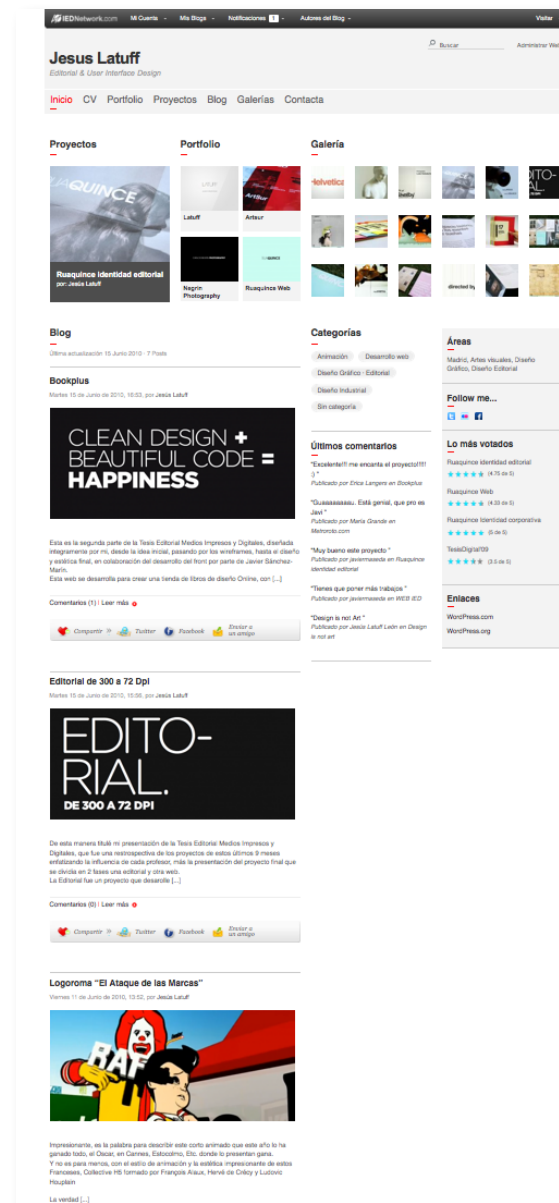 IEDNetwork.com Mi Cuenta - Mis Blogs - Notificaciones 1 - Autores del Blog - Visitar
Buscar Administrar Web
Jesus Latuff
Editorial & User Interface Design
Inicio CV Portfolio Proyectos Blog Galerías Contacta
Proyectos
QUINCE
Ruaquince identidad editorial
por: Jesús Latuff
Portfolio
Latuff
Artsur
Negrin
Photography
Ruaquince Web
Galería
Helvetica
DITO-
AL
directed by
Blog
Última actualización 15 Junio 2010 · 7 Posts
Bookplus
Martes 15 de Junio de 2010, 16:53, por Jesús Latuff
CLEAN DESIGN +
BEAUTIFUL CODE =
HAPPINESS
Esta es la segunda parte de la Tesis Editorial Medios Impresos y Digitales, diseñada
integramente por mi, desde la idea inicial, pasando por los wireframes, hasta el diseño
y estética final, en colaboración del desarrollo del front por parte de Javier Sánchez-
Marín.
Esta web se desarrolla para crear una tienda de libros de diseño Online, con [...]
Comentarios (1) | Leer más
Compartir » Twitter Facebook Enviar a
un amigo
Editorial de 300 a 72 Dpi
Martes 15 de Junio de 2010, 15:56, por Jesús Latuff
EDITO-
RIAL.
DE 300 A 72 DPI
De esta manera titulé mi presentación de la Tesis Editorial Medios Impresos y
Digitales, que fue una restrospectiva de los proyectos de estos últimos 9 meses
enfatizando la influencia de cada profesor, más la presentación del proyecto final que
se dividia en 2 fases una editorial y otra web.
La Editorial fue un proyecto que desarolle [...]
Comentarios (0) | Leer más
Compartir » Twitter Facebook Enviar a
un amigo
Logoroma “El Ataque de las Marcas”
Viernes 11 de Junio de 2010, 13:52, por Jesús Latuff
RAF
Impresionante, es la palabra para describir este corto animado que este año lo ha
ganado todo, el Oscar, en Cannes, Estocolmo, Etc. donde lo presentan gana.
Y no es para menos, con el estilo de animación y la estética impresionante de estos
Franceses, Collective H5 formado por François Alaux, Hervé de Crécy y Ludovic
Houplain
La verdad [...]
Categorías
Animación Desarrollo web
Diseño Gráfico - Editorial
Diseño Industrial
Sin categoría
Últimos comentarios
"Excelente!!! me encanta el proyecto!!!!
:) "
Publicado por Erica Langers en Bookplus
"Guaaaaaaaau. Está genial, que pro es
Javi "
Publicado por María Grande en
Metroroto.com
"Muy bueno este proyecto "
Publicado por javiermaseda en Ruaquince
identidad editorial
"Tienes que poner más trabajos "
Publicado por javiermaseda en WEB IED
"Design is not Art "
Publicado por Jesús Latuff León en Design
is not art
Áreas
Madrid, Artes visuales, Diseño
Gráfico, Diseño Editorial
Follow me...
Lo más votados
Ruaquince identidad editorial
(4.75 de 5)
Ruaquince Web
(4.33 de 5)
Ruaquince Identidad corporativa
(5 de 5)
TesisDigital'09
(3.5 de 5)
Enlaces
WordPress.com
WordPress.org